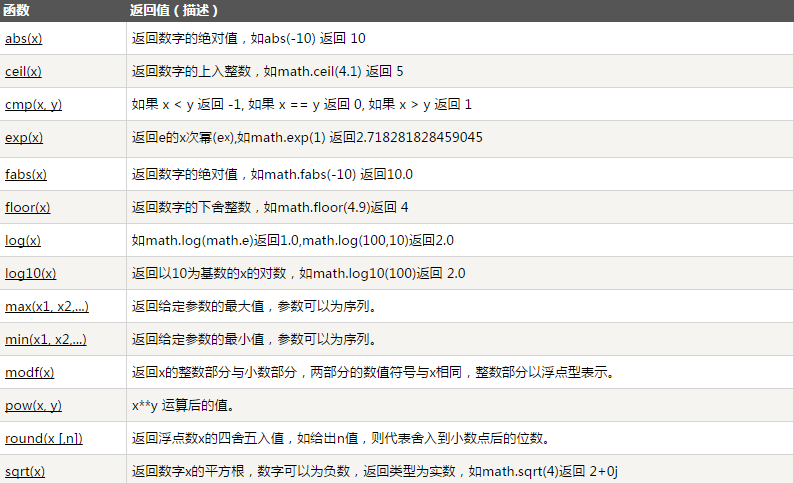 函数 返回值 ( 描述 )
abs(x) 返回数字的绝对值，如abs(-10) 返回 10
ceil(x) 返回数字的上入整数，如math.ceil(4.1) 返回 5
cmp(x, y) 如果 x < y 返回 -1, 如果 x == y 返回 0, 如果 x > y 返回 1
exp(x) 返回e的x次幂(ex),如math.exp(1) 返回2.718281828459045
fabs(x) 返回数字的绝对值，如math.fabs(-10) 返回10.0
floor(x) 返回数字的下舍整数，如math.floor(4.9)返回 4
log(x) 如math.log(math.e)返回1.0,math.log(100,10)返回2.0
log10(x) 返回以10为基数的x的对数，如math.log10(100)返回 2.0
max(x1, x2,...) 返回给定参数的最大值，参数可以为序列。
min(x1, x2,...) 返回给定参数的最小值，参数可以为序列。
modf(x) 返回x的整数部分与小数部分，两部分的数值符号与x相同，整数部分以浮点型表示。
pow(x, y) x**y 运算后的值。
round(x [,n]) 返回浮点数x的四舍五入值，如给出n值，则代表舍入到小数点后的位数。
sqrt(x) 返回数字x的平方根，数字可以为负数，返回类型为实数，如math.sqrt(4)返回 2+0j